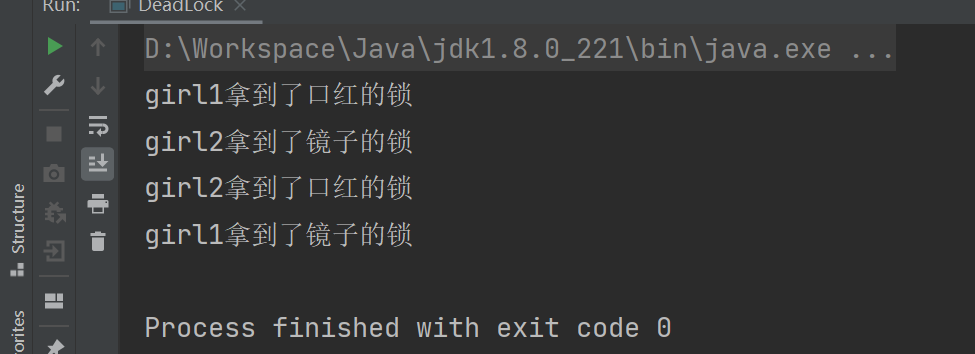 Run:
DeadLock
D:\Workspace\Java\jdk1.8.0_221\bin\java.exe ...
girl1拿到了口红的锁
girl2拿到了镜子的锁
girl2拿到了口红的锁
girl1拿到了镜子的锁
Process finished with exit code 0
Structure